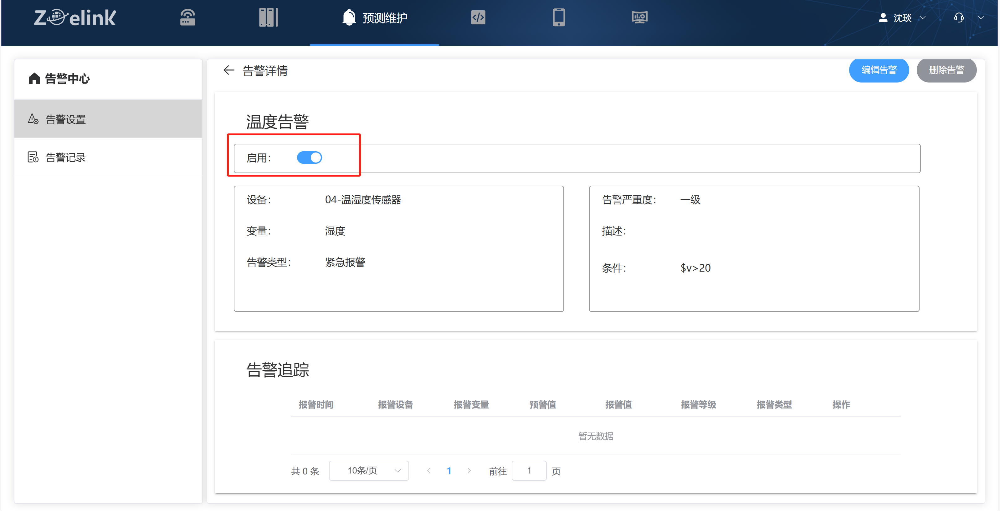 Zoelink
预测维护
沈琰
告警中心
告警设置
告警记录
告警详情
编辑告警
删除告警
温度告警
启用：
设备：
04-温湿度传感器
变量：
湿度
告警类型：
紧急报警
告警严重度：
一级
描述：
条件：
$v>20
告警追踪
报警时间 报警设备 报警变量 预警值 报警值 报警等级 报警类型 操作
暂无数据
共 0 条 10条/页 1 前往 1 页